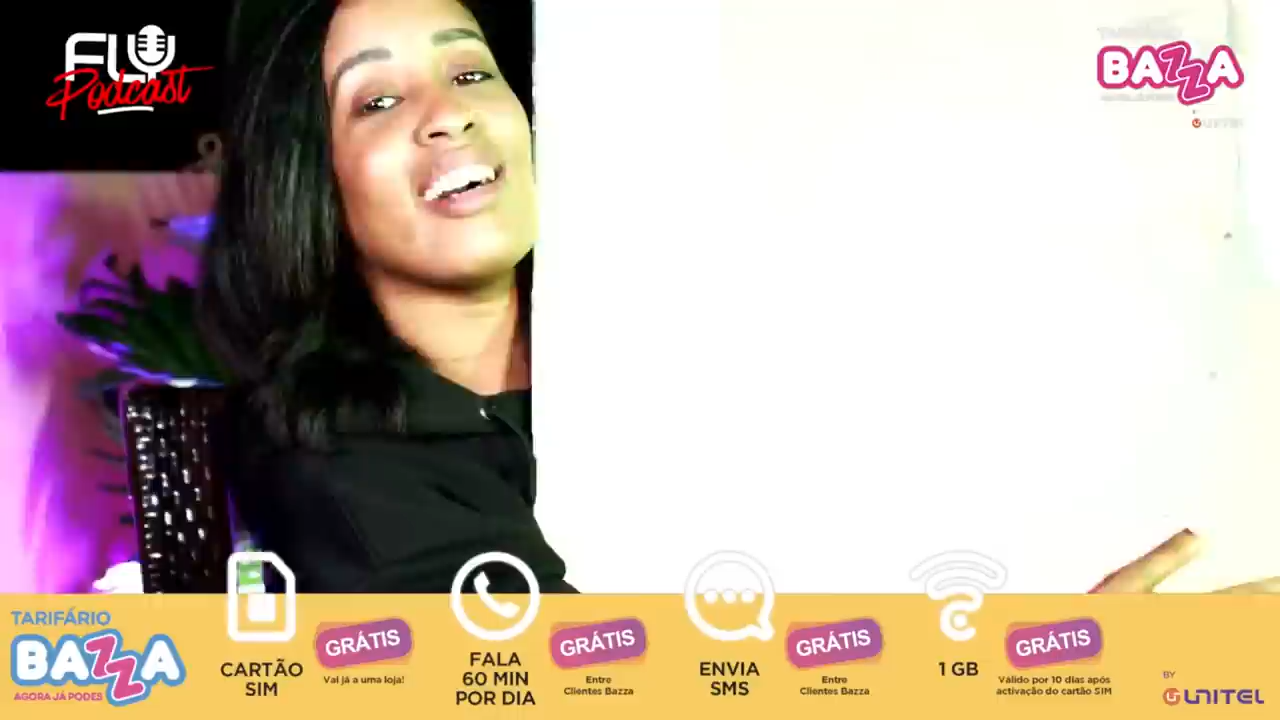 FLY
Podcast
TARIFÁRIO
BAZZA
UNITEL
TARIFÁRIO
BAZZA
AGORA JÁ PODES
CARTÃO
SIM
GRÁTIS
Vai já a uma loja!
FALA
60 MIN
POR DIA
GRÁTIS
Entre
Clientes Bazza
ENVIA
SMS
GRÁTIS
Entre
Clientes Bazza
1 GB
GRÁTIS
Válido por 10 dias após
activação do cartão SIM
BY
UNITEL